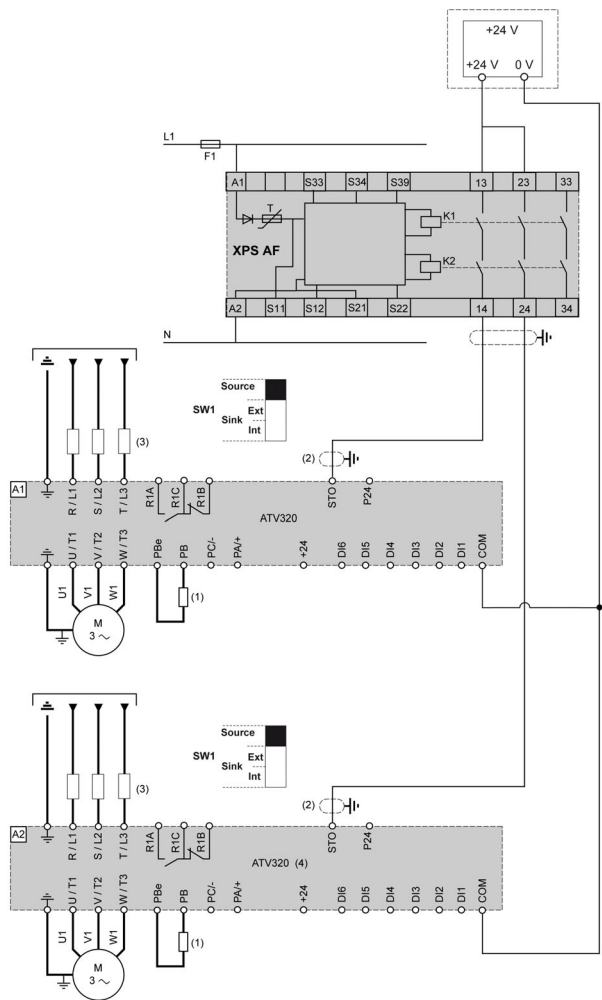 +24 V
+24 V 0 V
L1
F1
A1 S33 S34 S39 13 23 33
T
K1
XPS AF
K2
A2 S11 S12 S21 S22 14 24 34
N
Source
SW1
Sink
Ext
Int
(3)
(2)
A1
R / L1
S / L2
T / L3
R1A
R1C
R1B
STO
P24
ATV320
U / T1
V / T2
W / T3
PBe
PB
PC/-
PA/+
+24
DI6
DI5
DI4
DI3
DI2
DI1
COM
U1
V1
W1
(1)
M
3 ~
Source
SW1
Sink
Ext
Int
(3)
(2)
A2
R / L1
S / L2
T / L3
R1A
R1C
R1B
STO
P24
ATV320 (4)
U / T1
V / T2
W / T3
PBe
PB
PC/-
PA/+
+24
DI6
DI5
DI4
DI3
DI2
DI1
COM
U1
V1
W1
(1)
M
3 ~